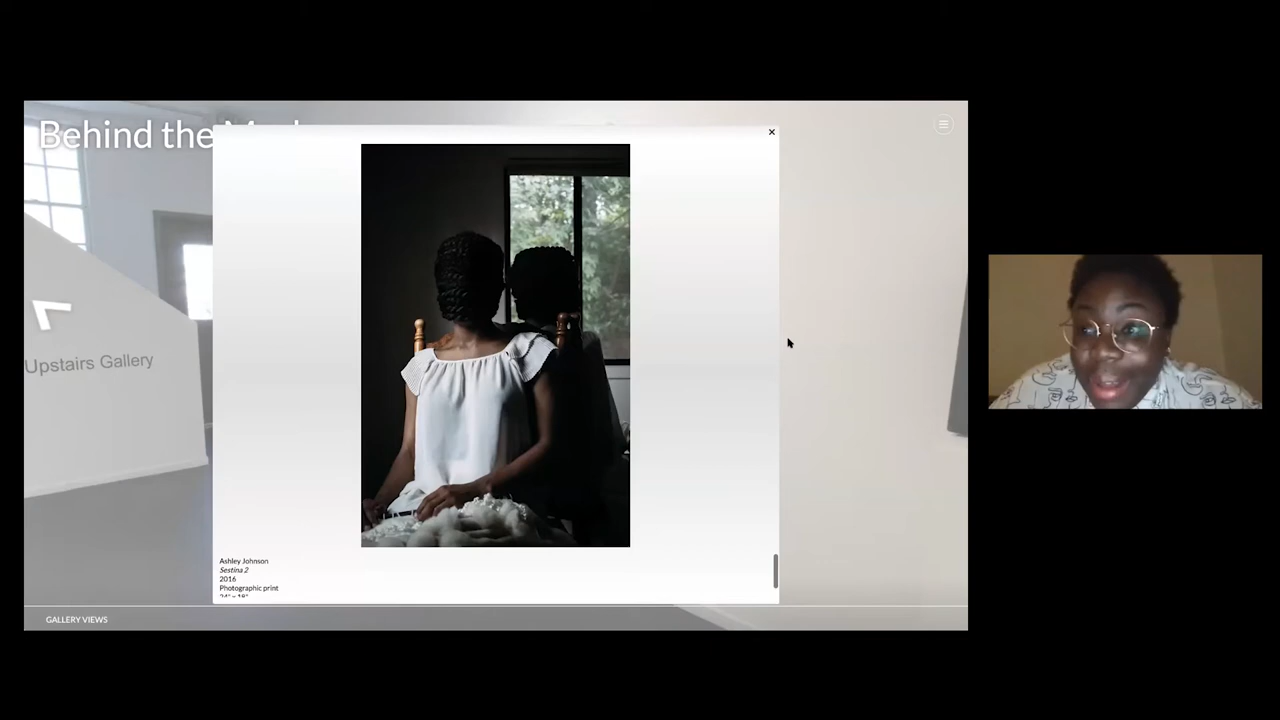 Behind the
Upstairs Gallery
Ashley Johnson
Sestina 2
2016
Photographic print
GALLERY VIEWS